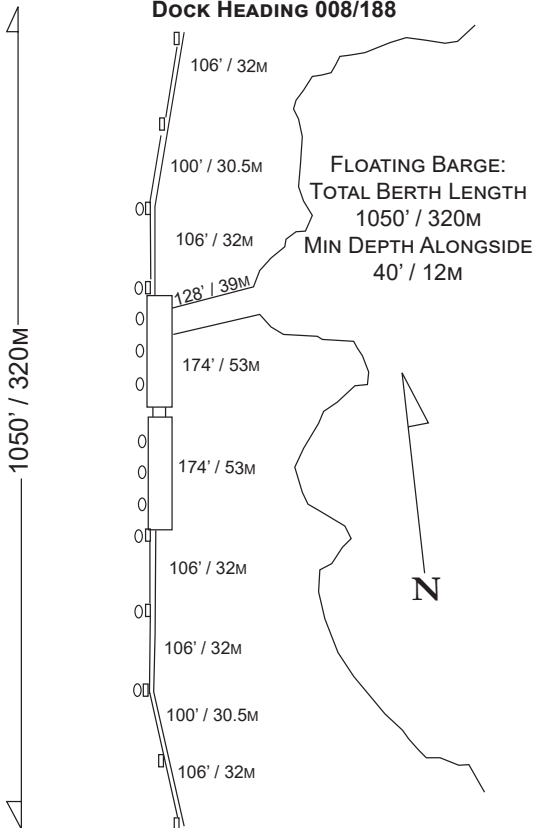 DOCK HEADING 008/188
106’ / 32M
100’ / 30.5M
FLOATING BARGE:
TOTAL BERTH LENGTH
1050’ / 320M
MIN DEPTH ALONGSIDE
40’ / 12M
106’ / 32M
128’ / 39M
174’ / 53M
1050’ / 320M
174’ / 53M
106’ / 32M
N
106’ / 32M
100’ / 30.5M
106’ / 32M